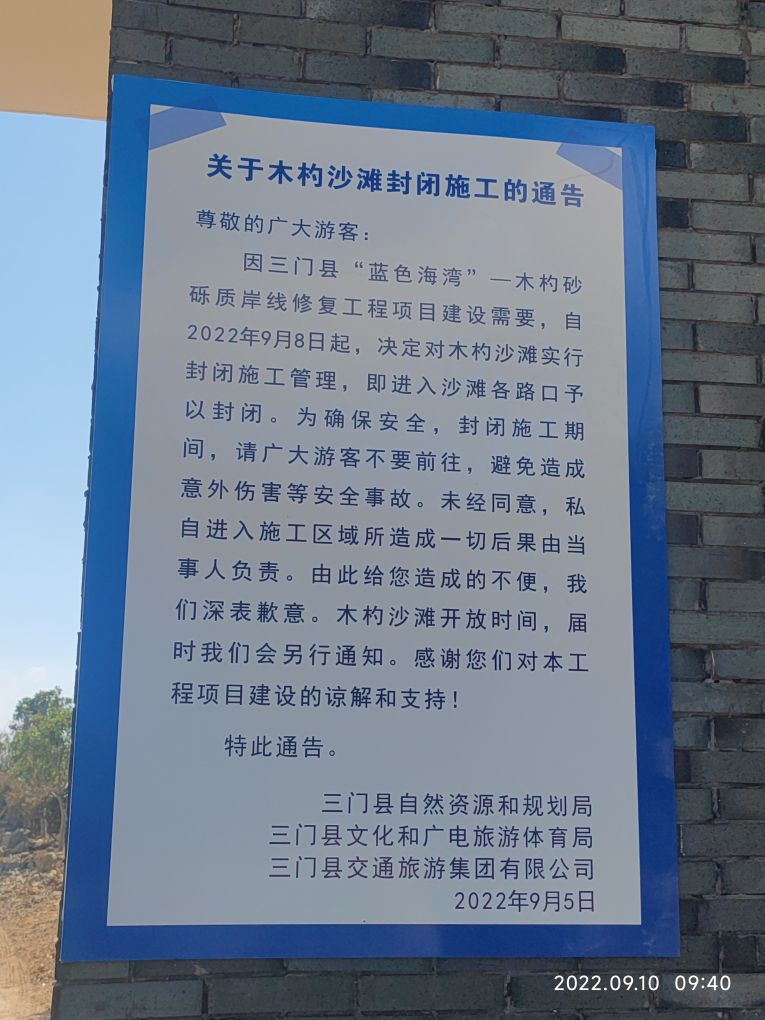 关于木杓沙滩封闭施工的通告
尊敬的广大游客：
因三门县“蓝色海湾”—木杓砂
砾质岸线修复工程项目建设需要，自
2022年9月8日起，决定对木杓沙滩实行
封闭施工管理，即进入沙滩各路口予
以封闭。为确保安全，封闭施工期
间，请广大游客不要前往，避免造成
意外伤害等安全事故。未经同意，私
自进入施工区域所造成一切后果由当
事人负责。由此给您造成的不便，我
们深表歉意。木杓沙滩开放时间，届
时我们会另行通知。感谢您们对本工
程项目建设的谅解和支持！
特此通告。
三门县自然资源和规划局
三门县文化和广电旅游体育局
三门县交通旅游集团有限公司
2022年9月5日
2022.09.10 09:40